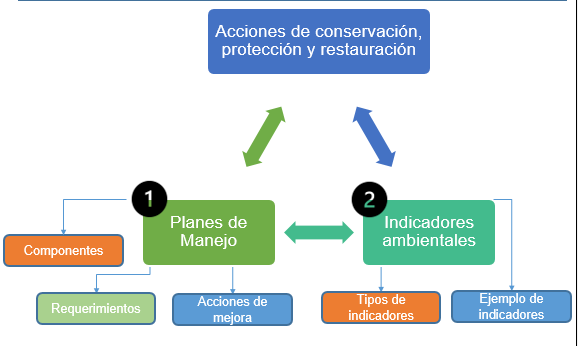 Acciones de conservación,
protección y restauración
1
Planes de
Manejo
2
Indicadores
ambientales
Componentes
Requerimientos
Acciones de
mejora
Tipos de
indicadores
Ejemplo de
indicadores